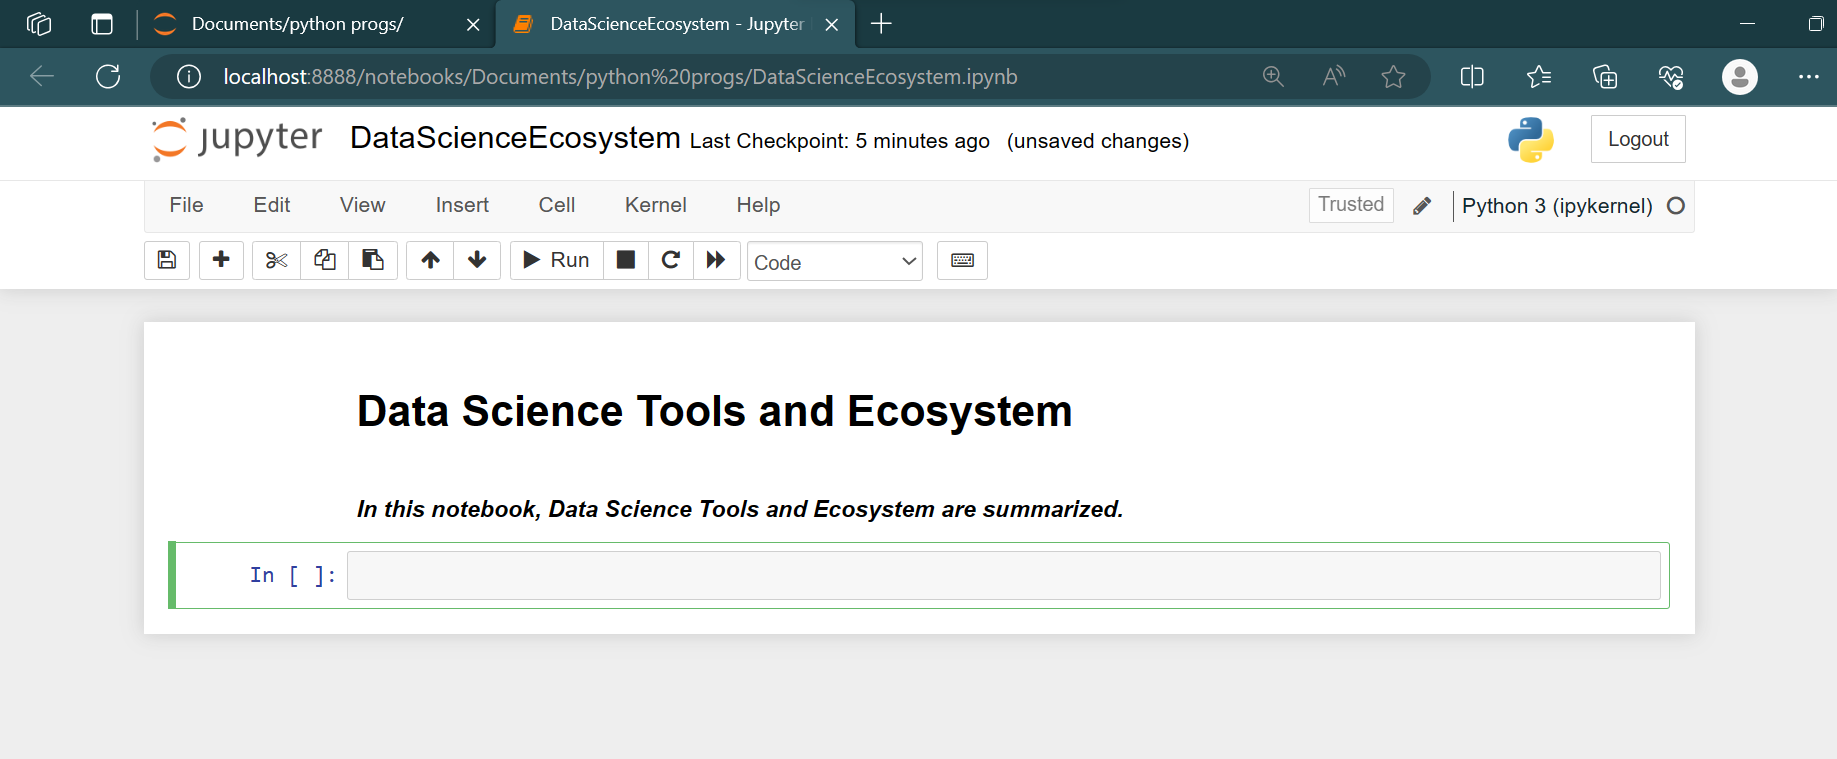 Documents/python progs/
DataScienceEcosystem - Jupyter
localhost:8888/notebooks/Documents/python%20progs/DataScienceEcosystem.ipynb
jupyter DataScienceEcosystem Last Checkpoint: 5 minutes ago (unsaved changes)
Logout
File Edit View Insert Cell Kernel Help
Trusted Python 3 (ipykernel)
Run Code
Data Science Tools and Ecosystem
In this notebook, Data Science Tools and Ecosystem are summarized.
In [ ]: